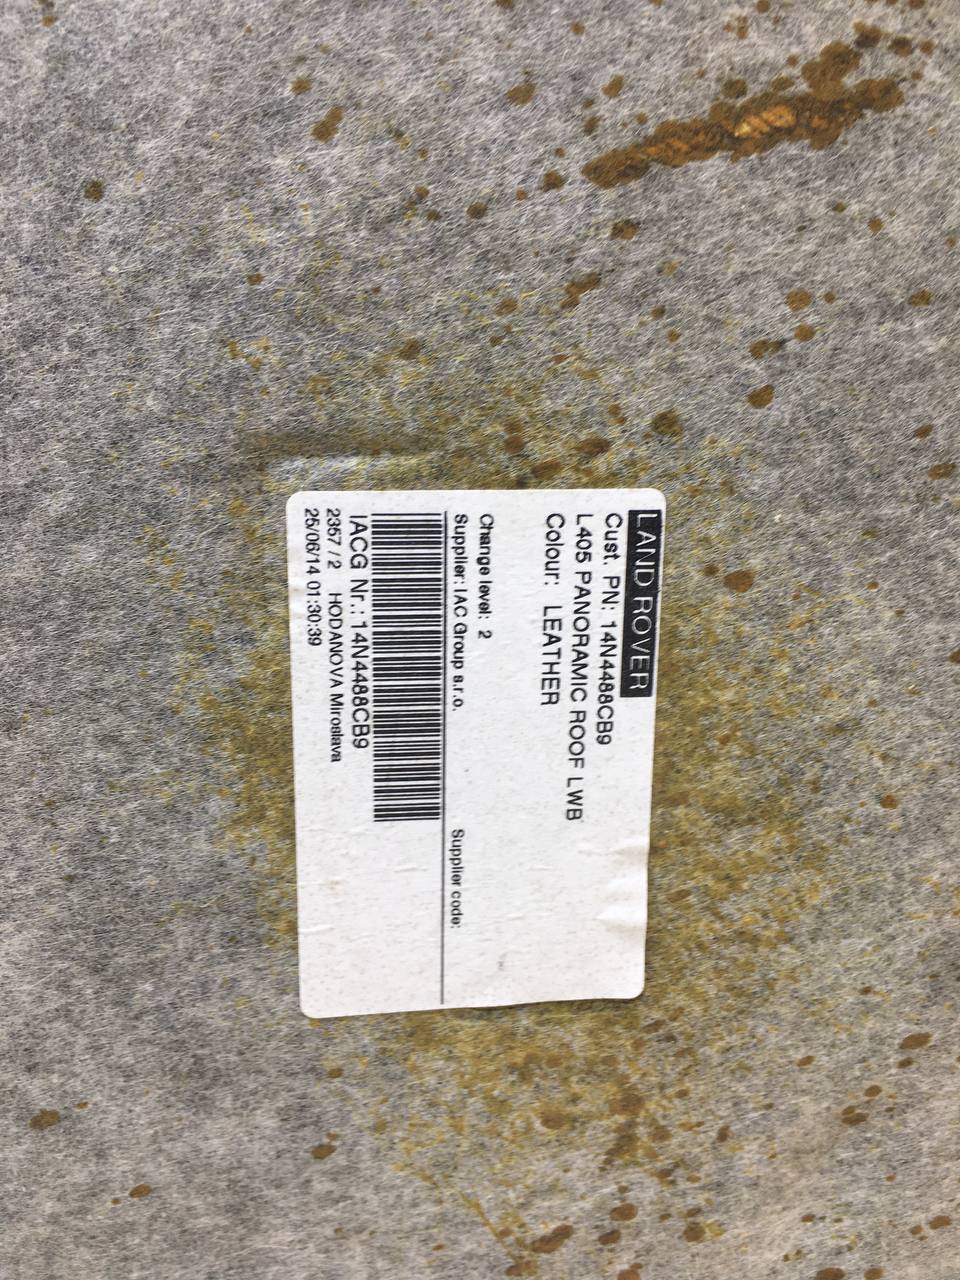 LAND ROVER
Cust. PN: 14N4488CB9
L405 PANORAMIC ROOF LWB
Colour: LEATHER
Change level: 2
Supplier: IAC Group s.r.o. Supplier code:
IACG Nr.: 14N4488CB9
2357 / 2 HODANOVA Miroslava
25/06/14 01:30:39